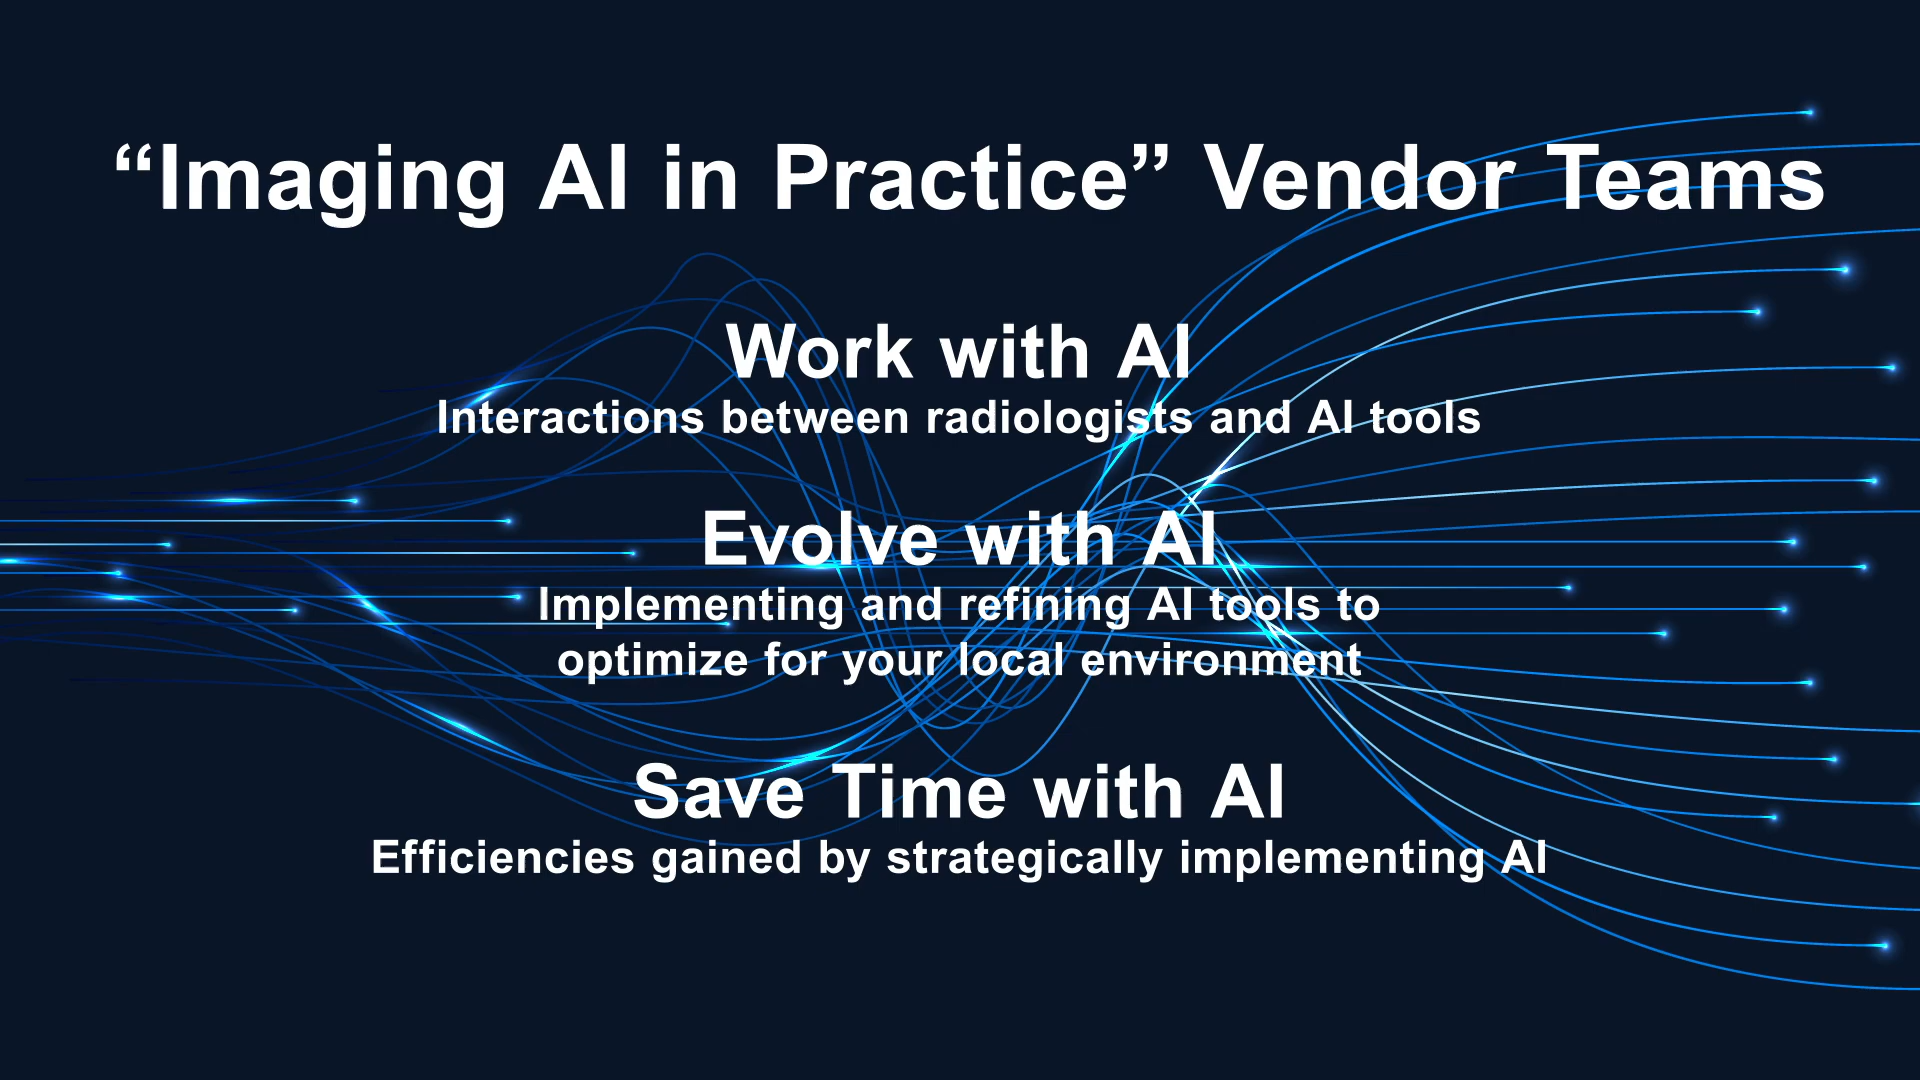 “Imaging AI in Practice” Vendor Teams
Work with AI
Interactions between radiologists and AI tools
Evolve with AI
Implementing and refining AI tools to
optimize for your local environment
Save Time with AI
Efficiencies gained by strategically implementing AI